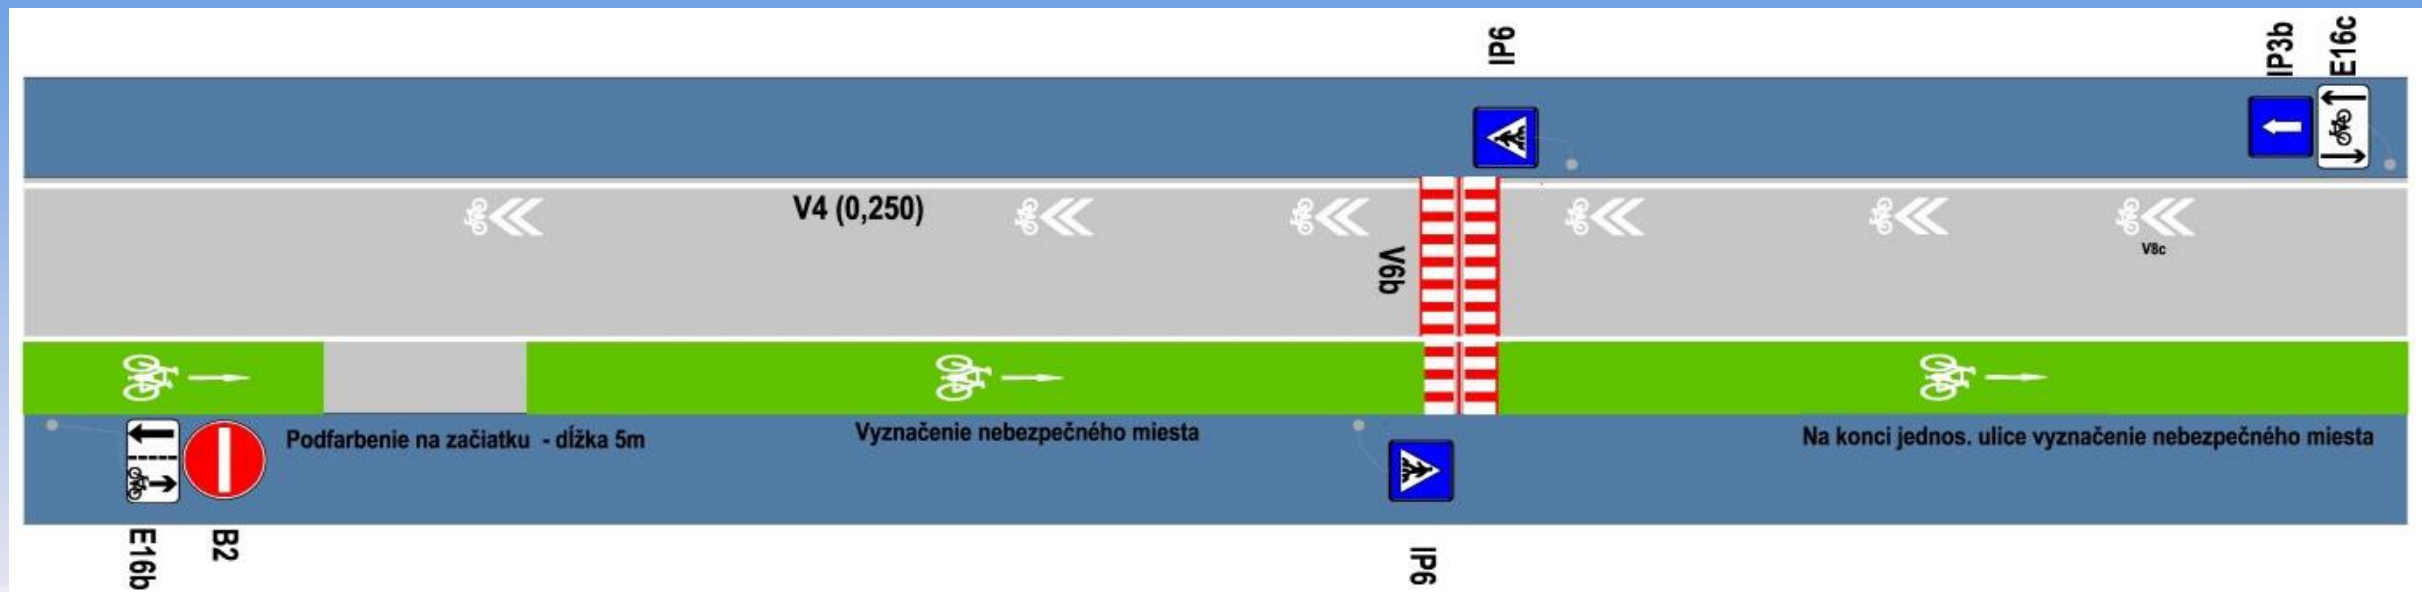 IP6
IP3b
E16c
V4 (0,250)
V6b
V8c
Podfarbenie na začiatku - dĺžka 5m
Vyznačenie nebezpečného miesta
Na konci jednos. ulice vyznačenie nebezpečného miesta
E16b
B2
IP6